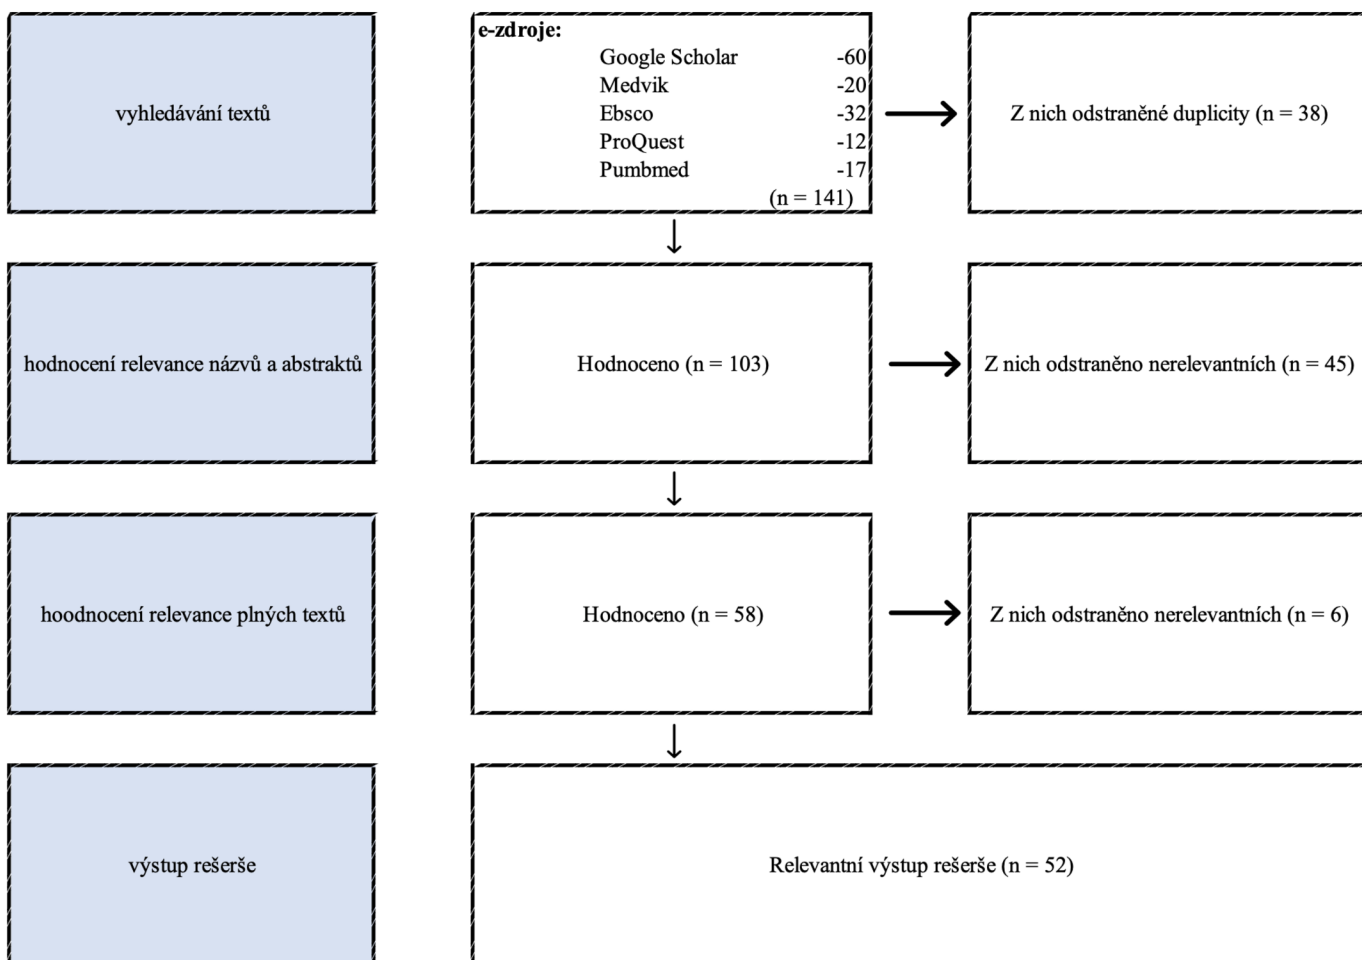 vyhledávání textů
e-zdroje:
Google Scholar -60
Medvik -20
Ebsco -32
ProQuest -12
Pumbmed -17
(n = 141)
Z nich odstraněné duplicity (n = 38)
hodnocení relevance názvů a abstraktů
Hodnoceno (n = 103)
Z nich odstraněno nerelevantních (n = 45)
hoodnocení relevance plných textů
Hodnoceno (n = 58)
Z nich odstraněno nerelevantních (n = 6)
výstup rešerše
Relevantní výstup rešerše (n = 52)